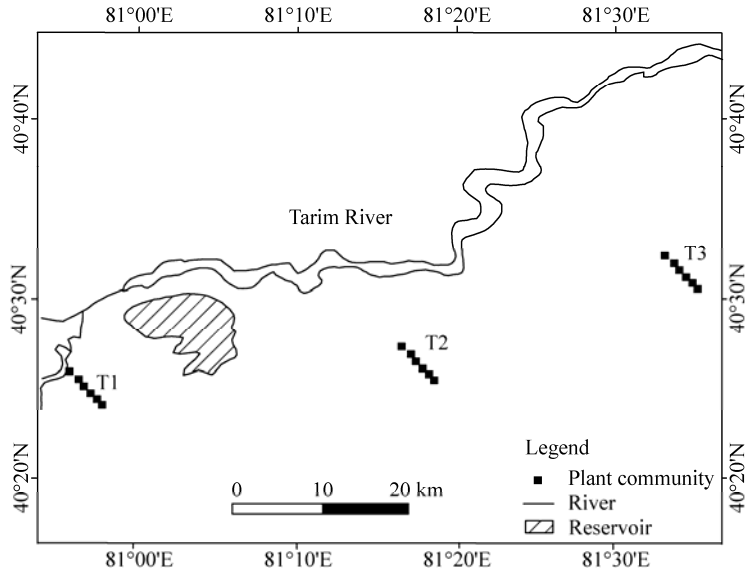 81°00'E 81°10'E 81°20'E 81°30'E
40°40'N 40°40'N
Tarim River
T3
40°30'N 40°30'N
T2
T1
40°20'N 40°20'N
Legend
Plant community
River
Reservoir
0 10 20 km
81°00'E 81°10'E 81°20'E 81°30'E